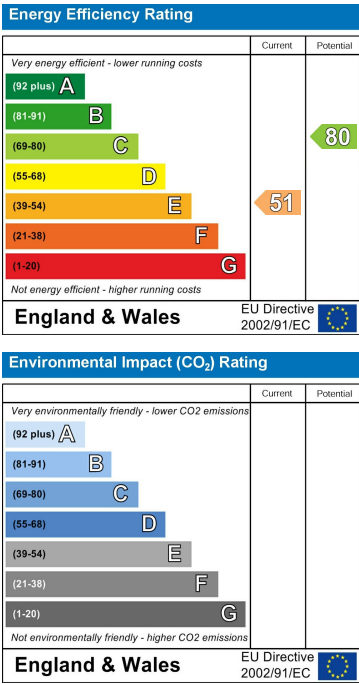 Energy Efficiency Rating
Current Potential
Very energy efficient - lower running costs
(92 plus) A
(81-91) B
(69-80) C
80
(55-68) D
(39-54) E
51
(21-38) F
(1-20) G
Not energy efficient - higher running costs
England & Wales
EU Directive
2002/91/EC
Environmental Impact (CO₂) Rating
Current Potential
Very environmentally friendly - lower CO2 emissions
(92 plus) A
(81-91) B
(69-80) C
(55-68) D
(39-54) E
(21-38) F
(1-20) G
Not environmentally friendly - higher CO2 emissions
England & Wales
EU Directive
2002/91/EC